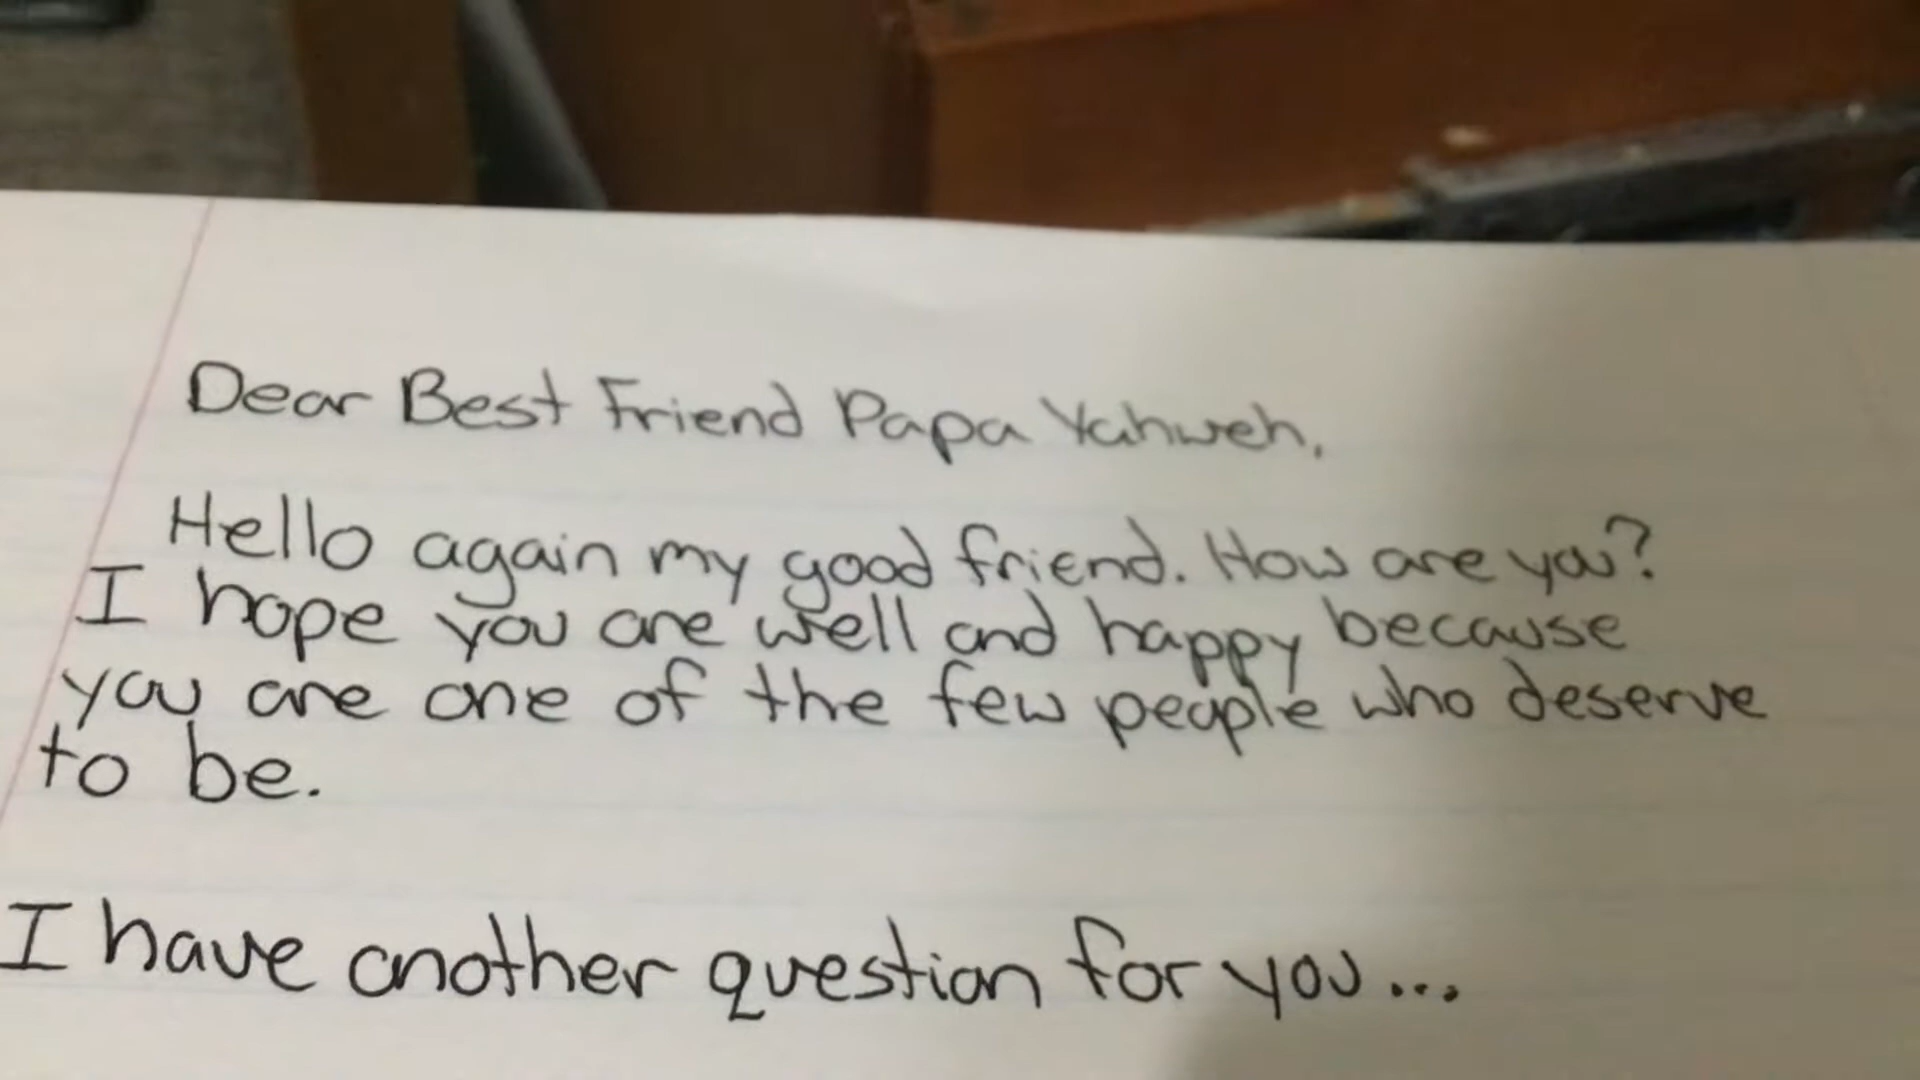 Dear Best Friend Papa Yahweh,
Hello again my good friend. How are you?
I hope you are well and happy because
you are one of the few people who deserve
to be.
I have another question for you...